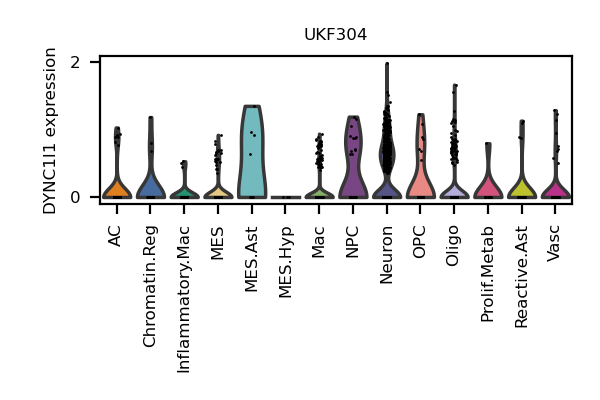 UKF304
DYNC1I1 expression
2
0
AC
Chromatin.Reg
Inflammatory.Mac
MES
MES.Ast
MES.Hyp
Mac
NPC
Neuron
OPC
Oligo
Prolif.Metab
Reactive.Ast
Vasc